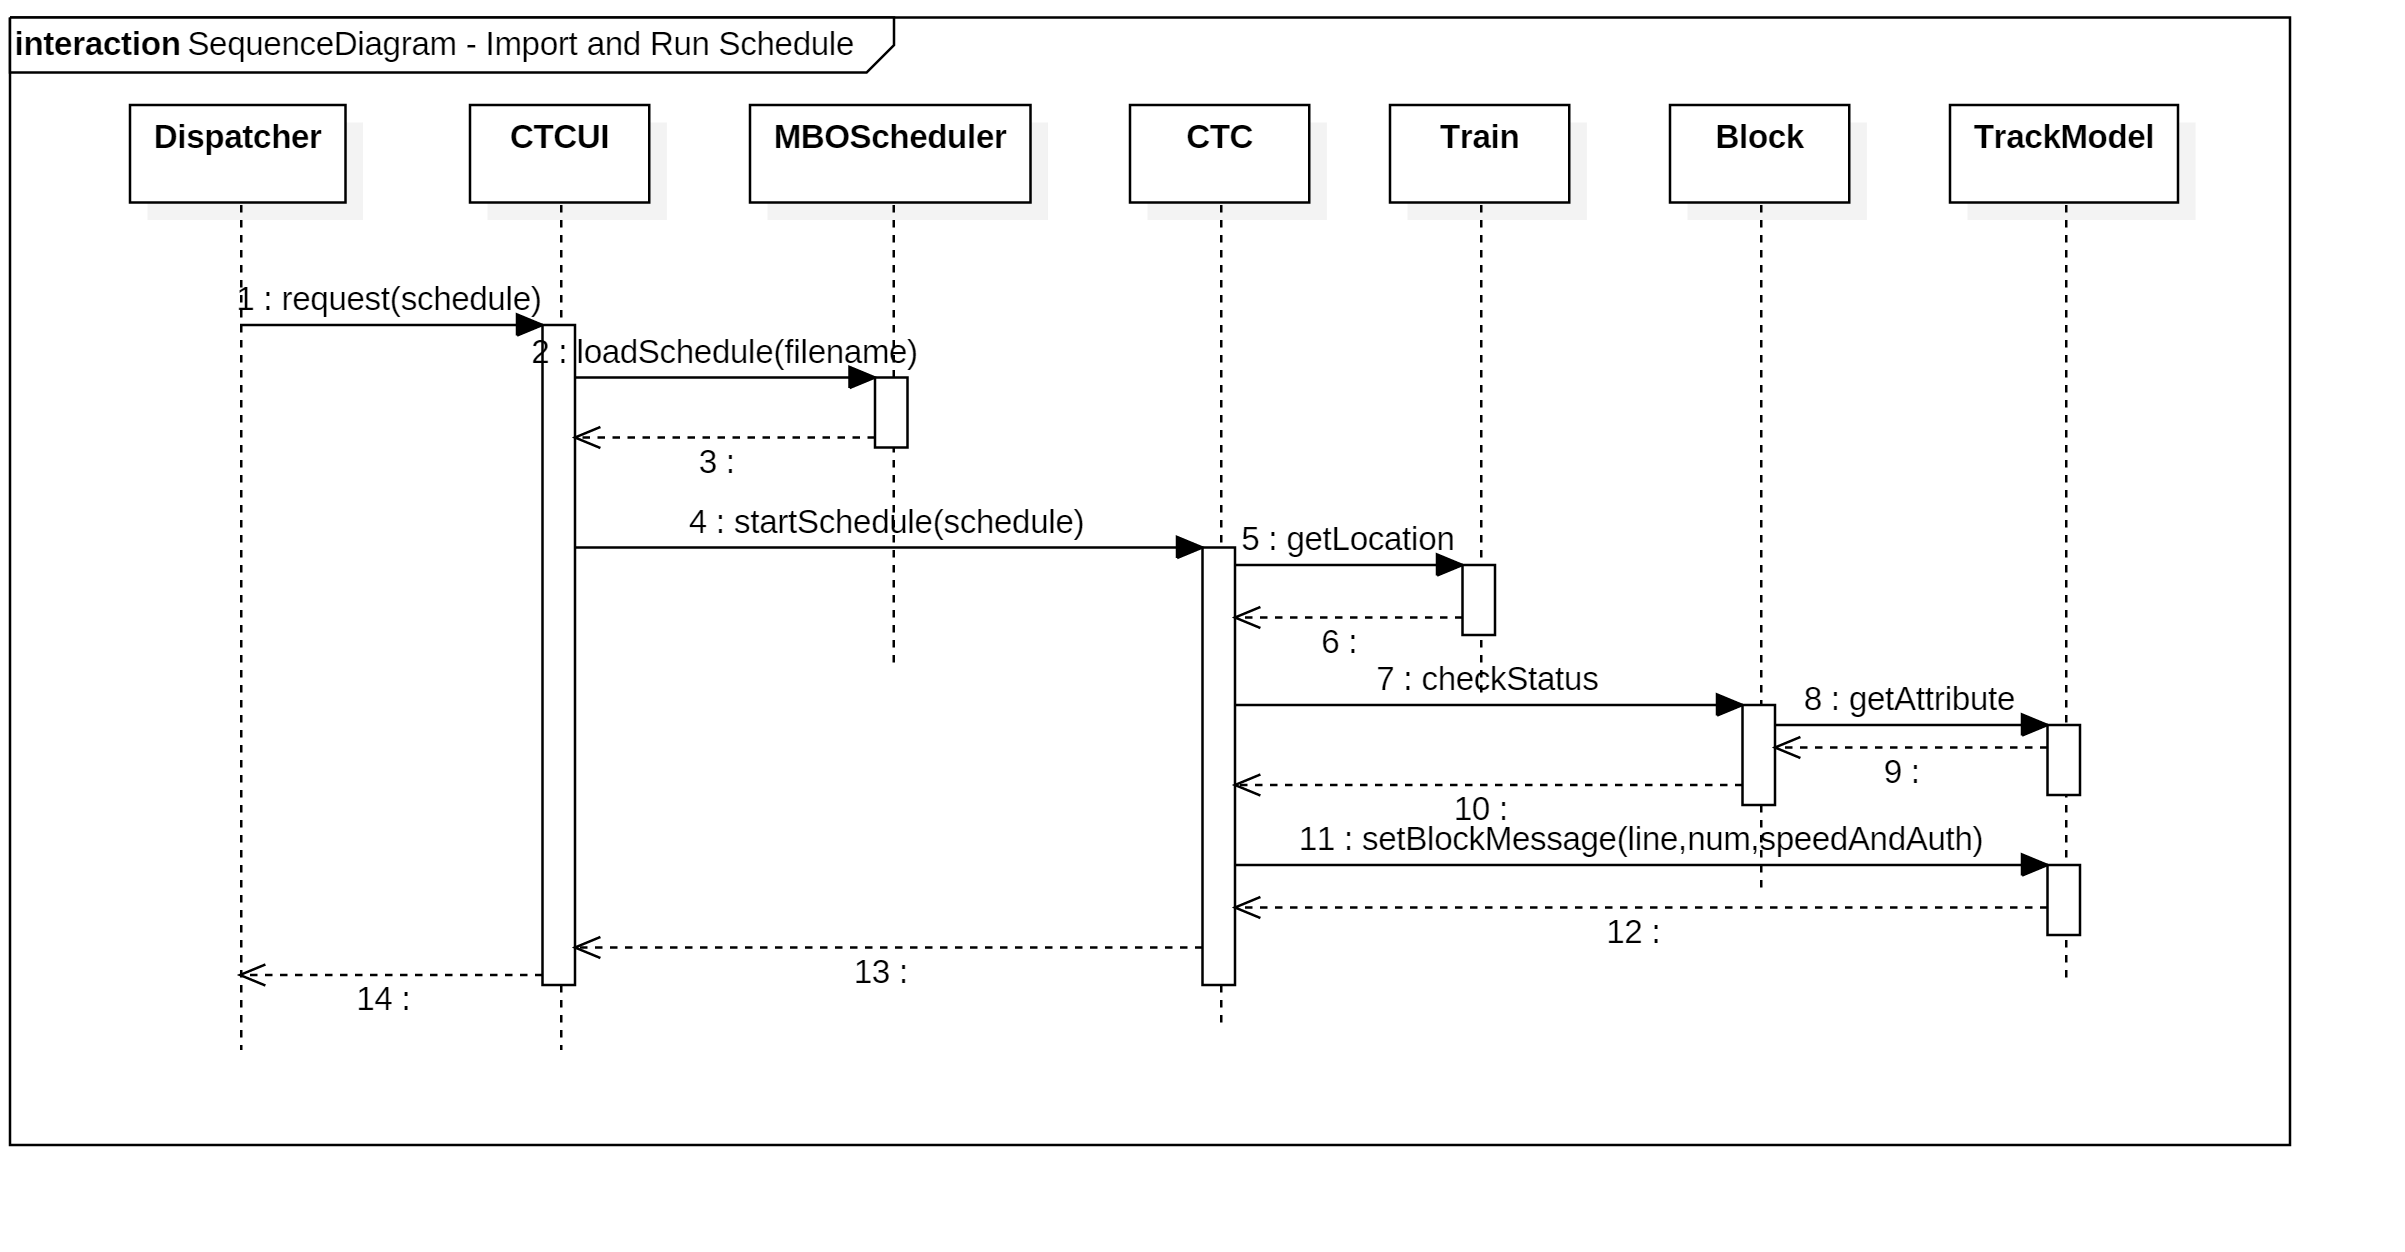 interaction SequenceDiagram - Import and Run Schedule
Dispatcher
CTCUI
MBOScheduler
CTC
Train
Block
TrackModel
1 : request(schedule)
2 : loadSchedule(filename)
3 :
4 : startSchedule(schedule)
5 : getLocation
6 :
7 : checkStatus
8 : getAttribute
9 :
10 :
11 : setBlockMessage(line,num,speedAndAuth)
12 :
13 :
14 :